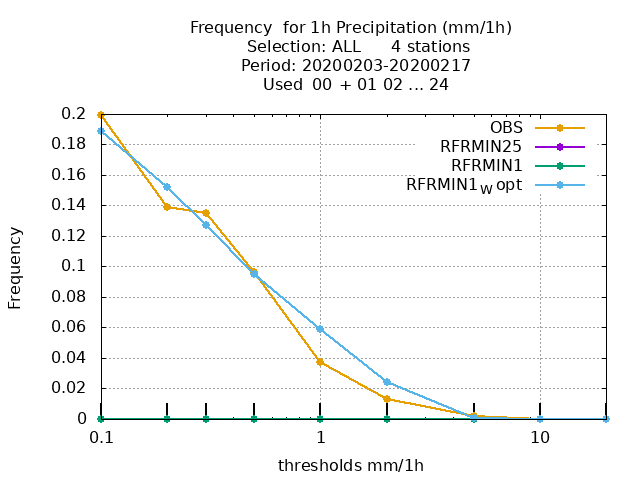 Frequency for 1h Precipitation (mm/1h)
Selection: ALL 4 stations
Period: 20200203-20200217
Used 00 + 01 02 ... 24
OBS
RFRMIN25
RFRMIN1
RFRMIN1w opt
Frequency
0.2
0.18
0.16
0.14
0.12
0.1
0.08
0.06
0.04
0.02
0
0.1
1
10
thresholds mm/1h